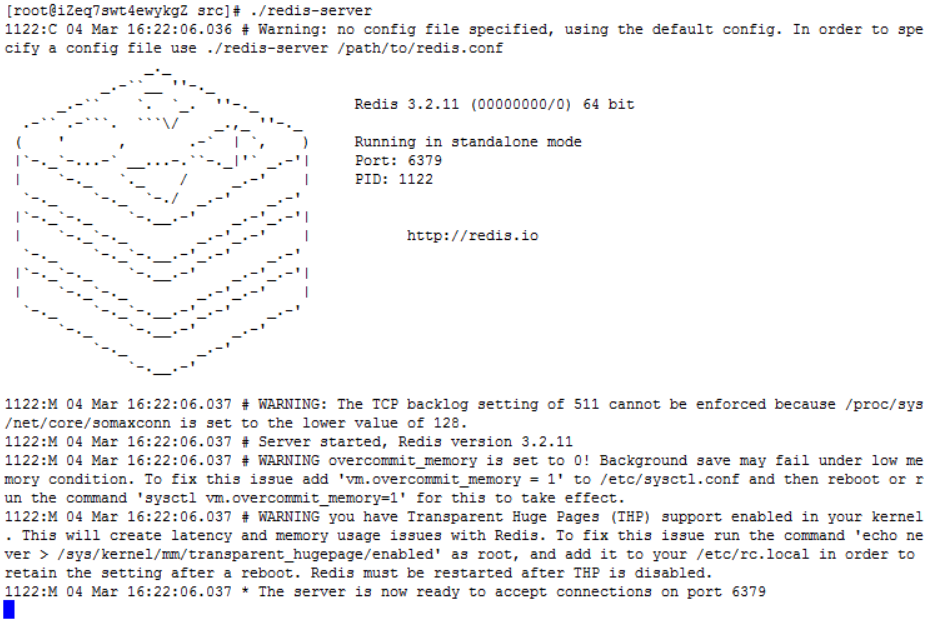 [root@iZeq7swt4ewykgZ src]# ./redis-server
1122:C 04 Mar 16:22:06.036 # Warning: no config file specified, using the default config. In order to spe
cify a config file use ./redis-server /path/to/redis.conf
Redis 3.2.11 (00000000/0) 64 bit
Running in standalone mode
Port: 6379
PID: 1122
http://redis.io
1122:M 04 Mar 16:22:06.037 # WARNING: The TCP backlog setting of 511 cannot be enforced because /proc/sys
/net/core/somaxconn is set to the lower value of 128.
1122:M 04 Mar 16:22:06.037 # Server started, Redis version 3.2.11
1122:M 04 Mar 16:22:06.037 # WARNING overcommit_memory is set to 0! Background save may fail under low me
mory condition. To fix this issue add 'vm.overcommit_memory = 1' to /etc/sysctl.conf and then reboot or r
un the command 'sysctl vm.overcommit_memory=1' for this to take effect.
1122:M 04 Mar 16:22:06.037 # WARNING you have Transparent Huge Pages (THP) support enabled in your kernel
. This will create latency and memory usage issues with Redis. To fix this issue run the command 'echo ne
ver > /sys/kernel/mm/transparent_hugepage/enabled' as root, and add it to your /etc/rc.local in order to
retain the setting after a reboot. Redis must be restarted after THP is disabled.
1122:M 04 Mar 16:22:06.037 * The server is now ready to accept connections on port 6379